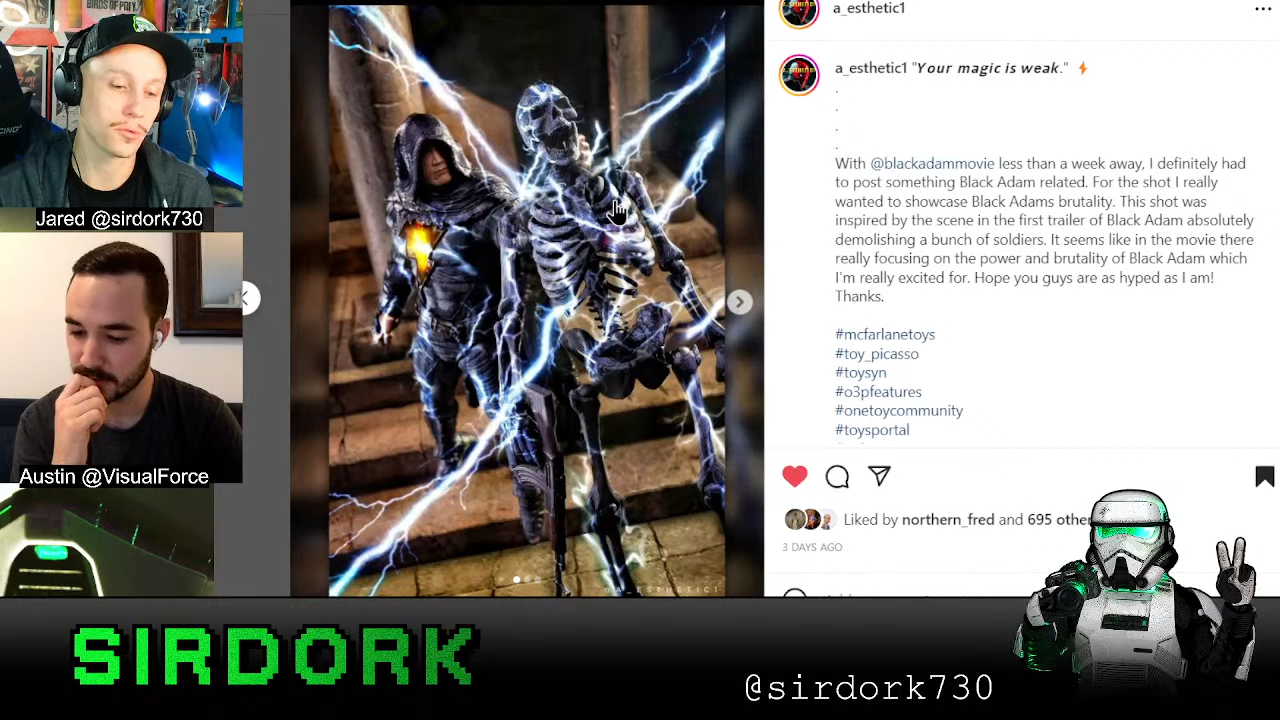 BIRDS OF PREY
Jared @sirdork730
Austin @VisualForce
@A_ESTHETIC1
a_esthetic1
a_esthetic1 "Your magic is weak."
.
.
.
.
With @blackadammovie less than a week away, I definitely had
to post something Black Adam related. For the shot I really
wanted to showcase Black Adams brutality. This shot was
inspired by the scene in the first trailer of Black Adam absolutely
demolishing a bunch of soldiers. It seems like in the movie there
really focusing on the power and brutality of Black Adam which
I'm really excited for. Hope you guys are as hyped as I am!
Thanks.
#mcfarlanetoys
#toy_picasso
#toysyn
#o3pfeatures
#onetoycommunity
#toysportal
Liked by northern_fred and 695 other
3 DAYS AGO
SIRDORK
@sirdork730